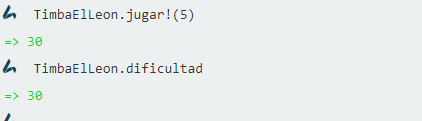 TimbaElLeon.jugar!(5)
=> 30
TimbaElLeon.dificultad
=> 30